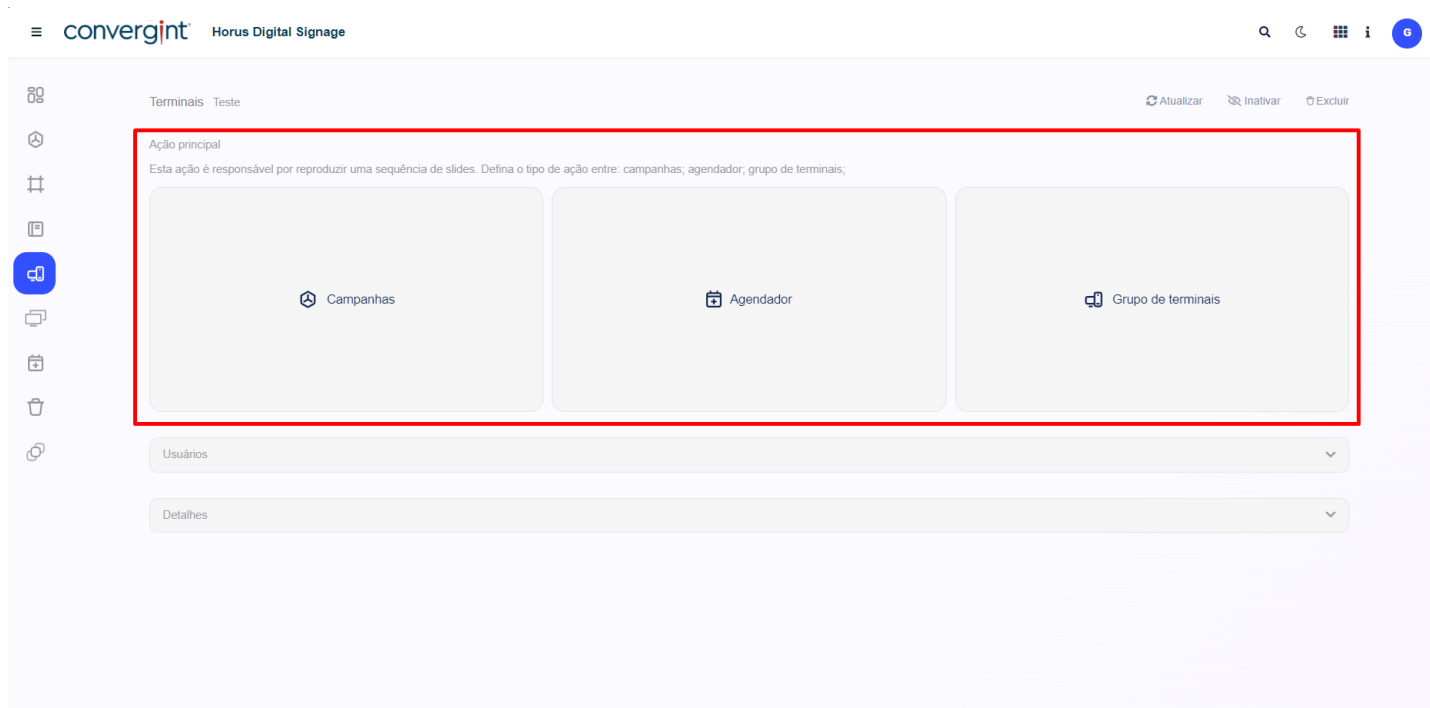 convergint Horus Digital Signage
G
Terminais Teste
Atualizar Inativar Excluir
Ação principal
Esta ação é responsável por reproduzir uma sequência de slides. Defina o tipo de ação entre: campanhas; agendador; grupo de terminais;
Campanhas
Agendador
Grupo de terminais
Usuários
Detalhes